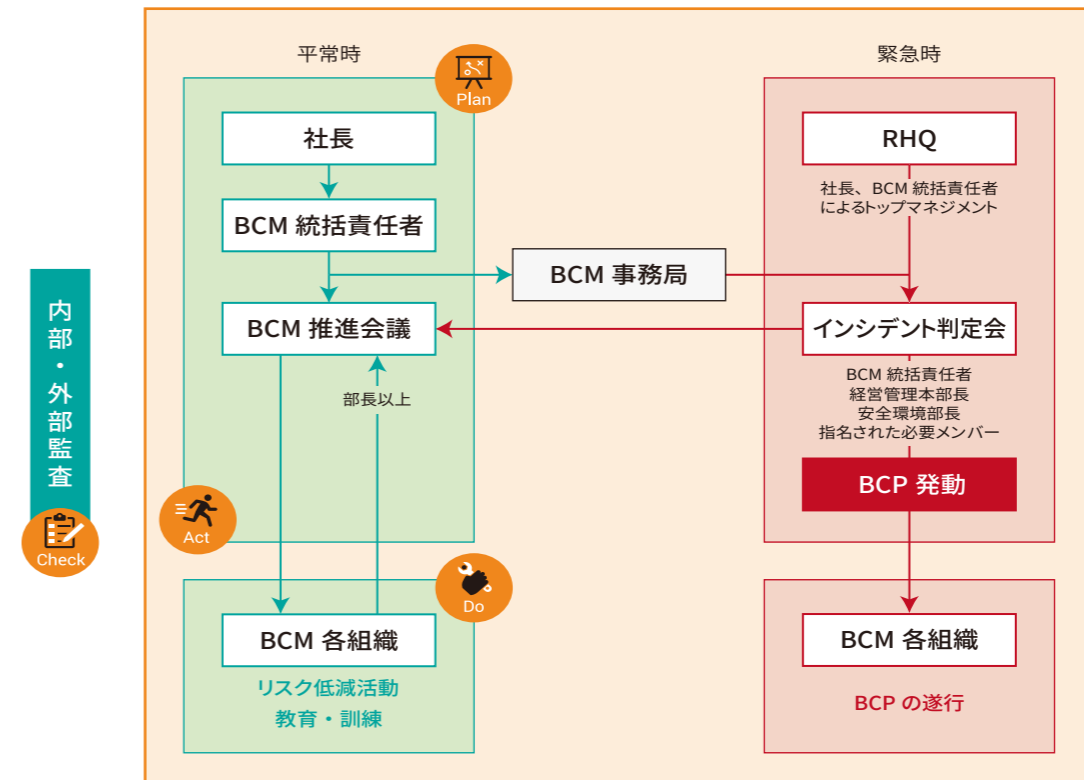 平常時
Plan
社長
BCM 統括責任者
BCM 事務局
BCM 推進会議
部長以上
Act
Do
BCM 各組織
リスク低減活動
教育・訓練
緊急時
RHQ
社長、BCM 統括責任者
によるトップマネジメント
インシデント判定会
BCM 統括責任者
経営管理本部長
安全環境部長
指名された必要メンバー
BCP 発動
BCM 各組織
BCP の遂行
内部・外部監査
Check